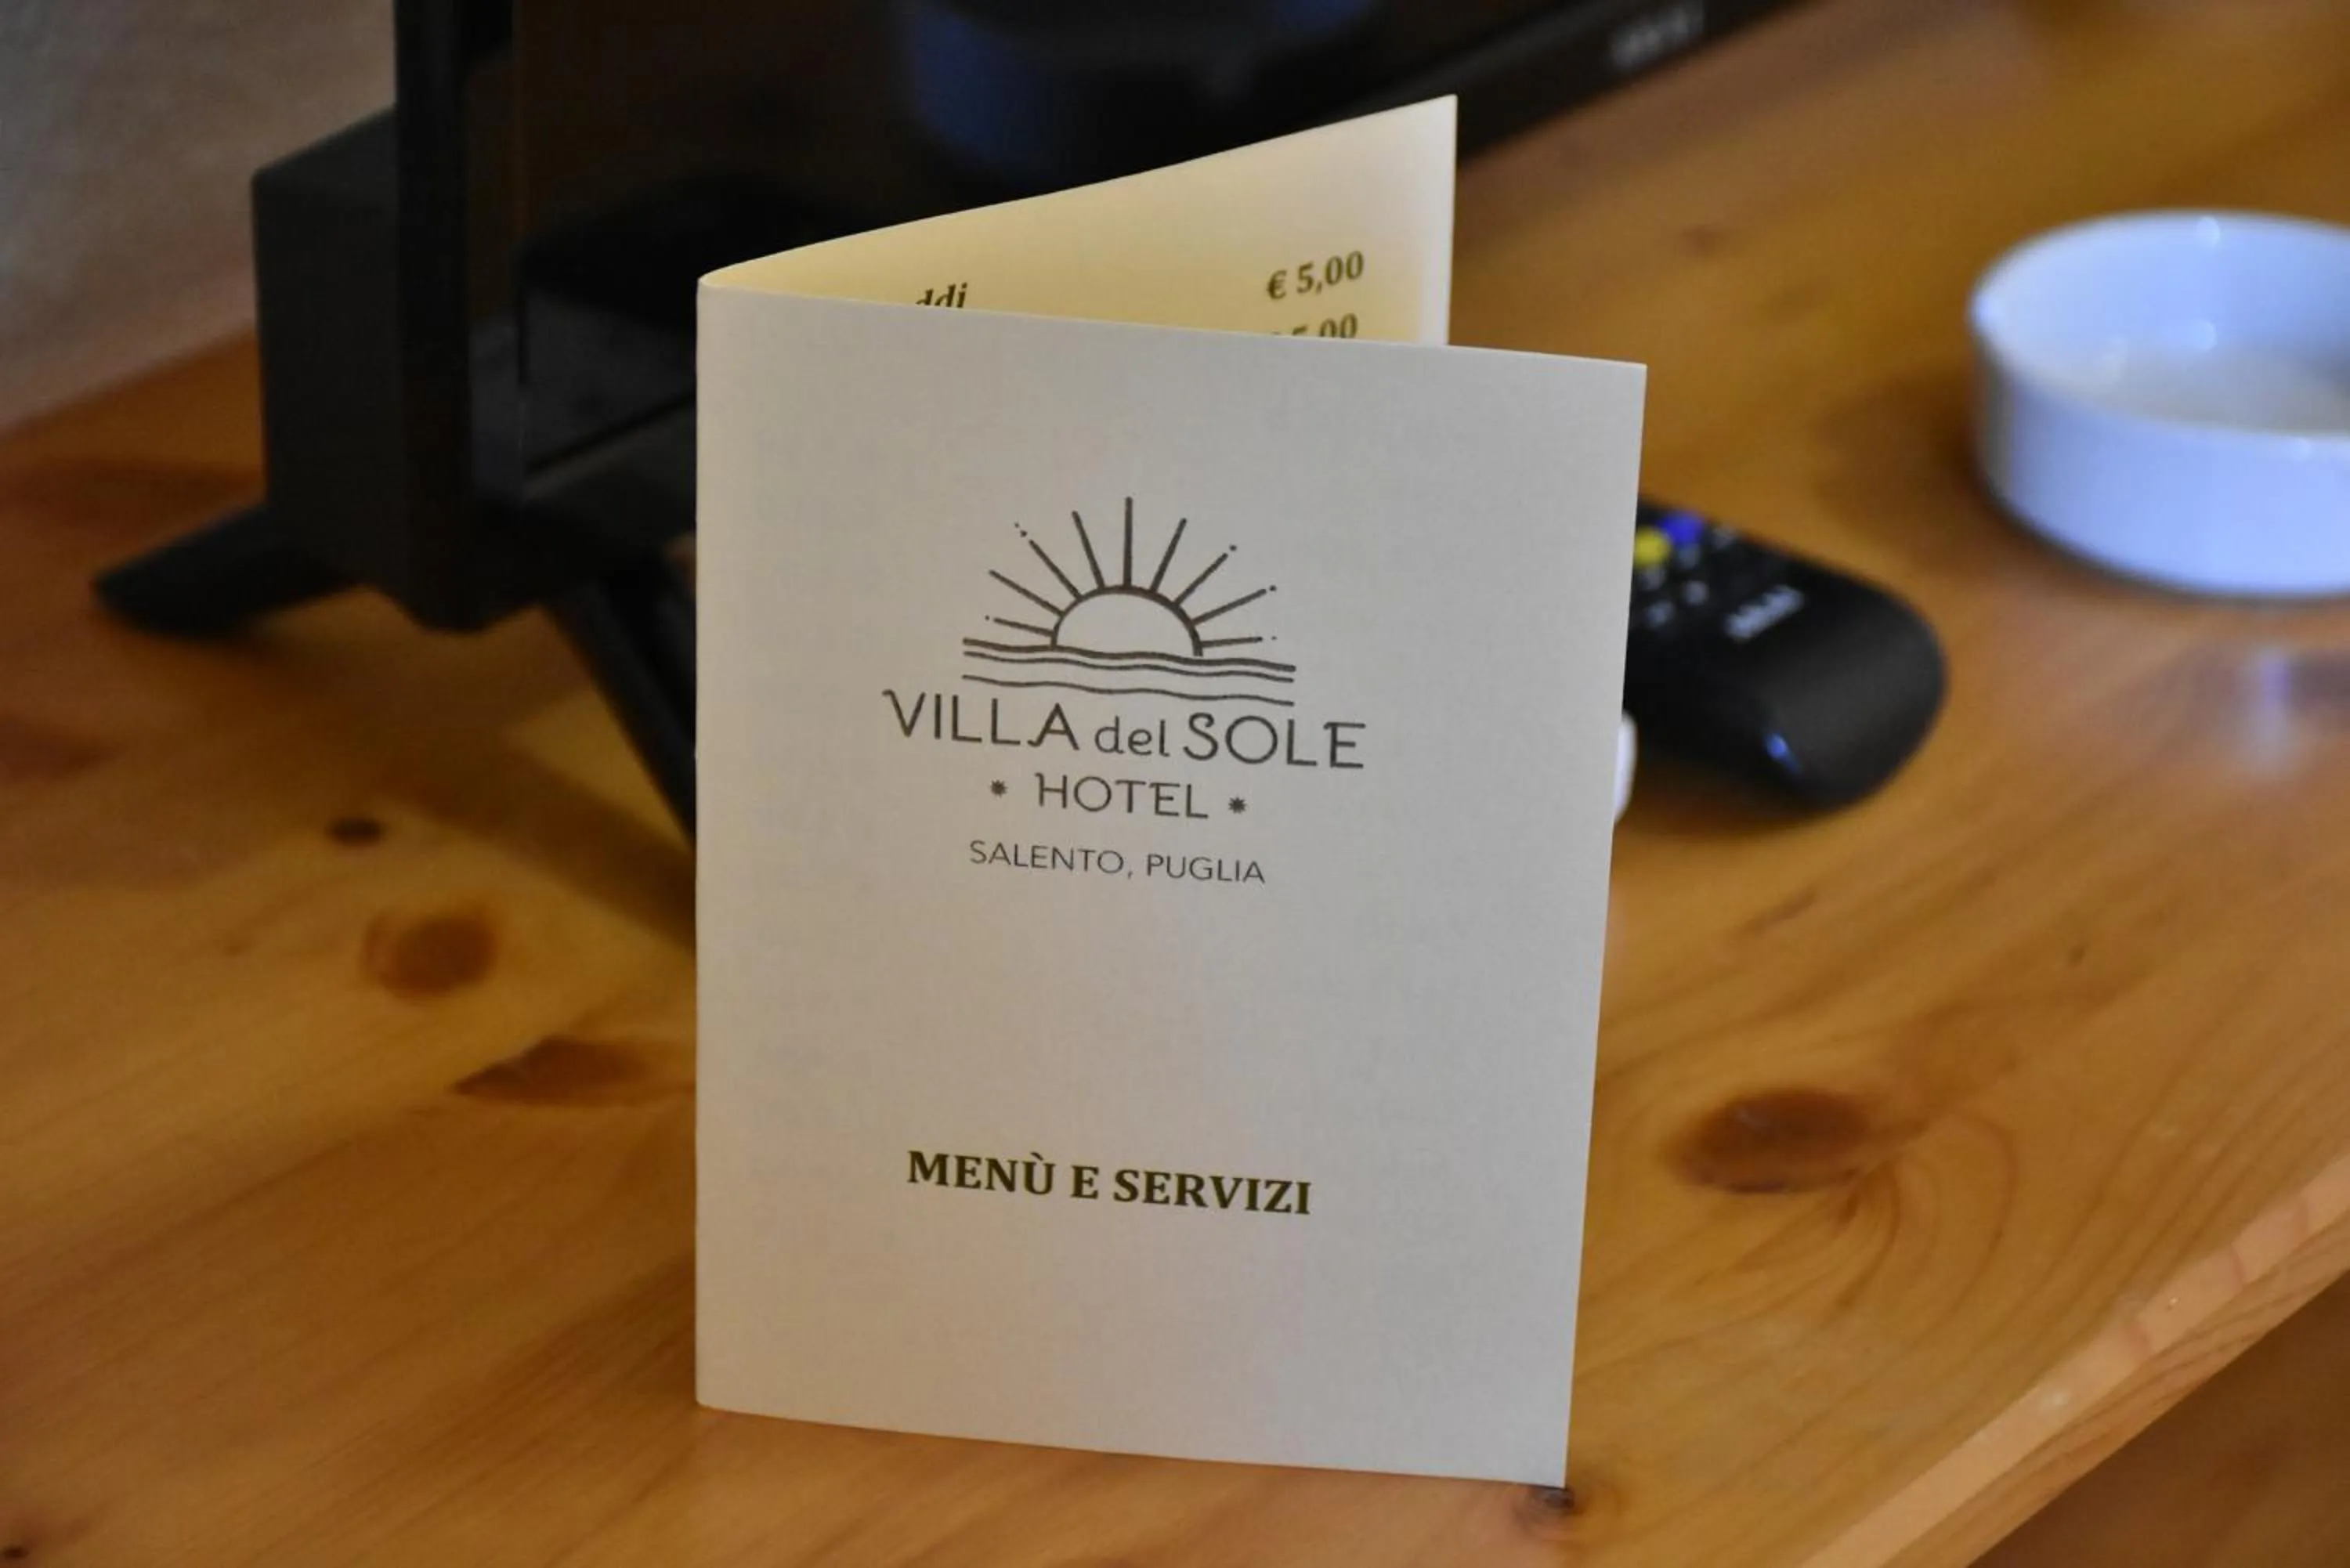 € 5,00
VILLA del SOLE
* HOTEL *
SALENTO, PUGLIA
MENÙ E SERVIZI